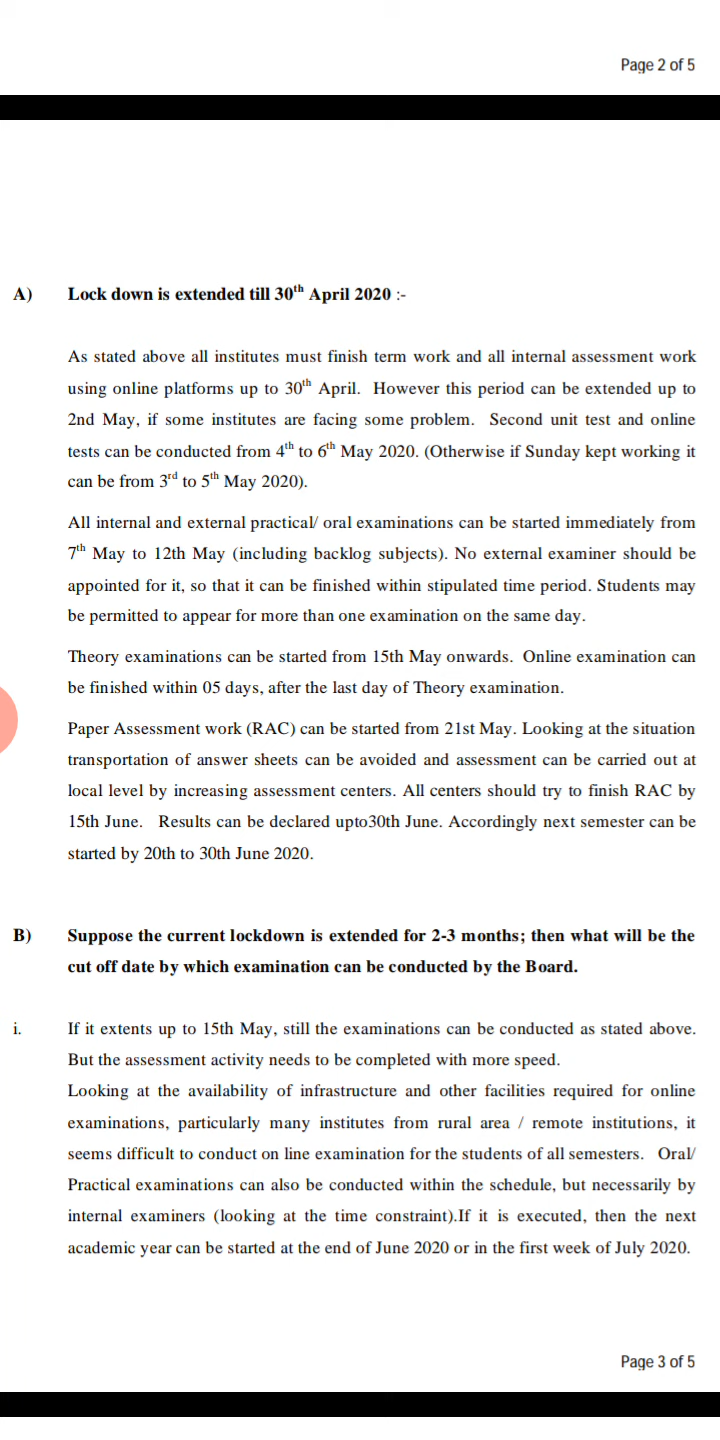 Page 2 of 5
A) Lock down is extended till 30th April 2020 :-
As stated above all institutes must finish term work and all internal assessment work
using online platforms up to 30th April. However this period can be extended up to
2nd May, if some institutes are facing some problem. Second unit test and online
tests can be conducted from 4th to 6th May 2020. (Otherwise if Sunday kept working it
can be from 3rd to 5th May 2020).
All internal and external practical/ oral examinations can be started immediately from
7th May to 12th May (including backlog subjects). No external examiner should be
appointed for it, so that it can be finished within stipulated time period. Students may
be permitted to appear for more than one examination on the same day.
Theory examinations can be started from 15th May onwards. Online examination can
be finished within 05 days, after the last day of Theory examination.
Paper Assessment work (RAC) can be started from 21st May. Looking at the situation
transportation of answer sheets can be avoided and assessment can be carried out at
local level by increasing assessment centers. All centers should try to finish RAC by
15th June. Results can be declared upto30th June. Accordingly next semester can be
started by 20th to 30th June 2020.
B) Suppose the current lockdown is extended for 2-3 months; then what will be the
cut off date by which examination can be conducted by the Board.
i. If it extents up to 15th May, still the examinations can be conducted as stated above.
But the assessment activity needs to be completed with more speed.
Looking at the availability of infrastructure and other facilities required for online
examinations, particularly many institutes from rural area / remote institutions, it
seems difficult to conduct on line examination for the students of all semesters. Oral/
Practical examinations can also be conducted within the schedule, but necessarily by
internal examiners (looking at the time constraint).If it is executed, then the next
academic year can be started at the end of June 2020 or in the first week of July 2020.
Page 3 of 5